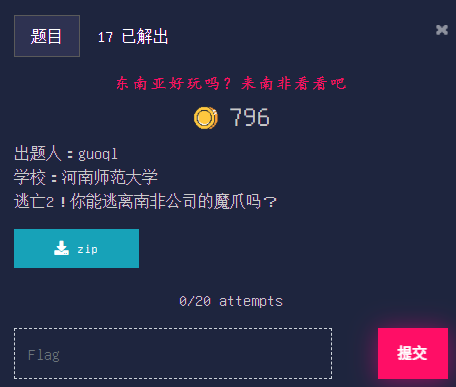 题目 17 已解出
东南亚好玩吗？来南非看看吧
796
出题人：guoql
学校：河南师范大学
逃亡2！你能逃离南非公司的魔爪吗？
zip
0/20 attempts
Flag 提交